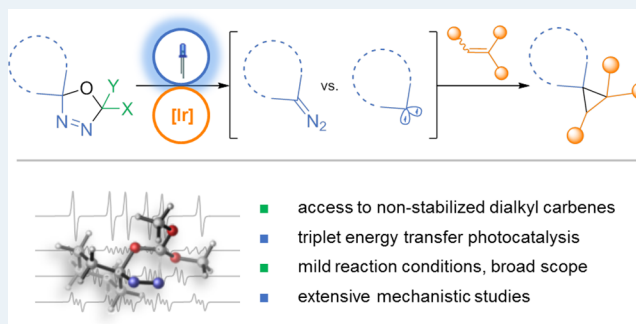 Y
O
X
N=N
[Ir]
N₂
vs.
access to non-stabilized dialkyl carbenes
triplet energy transfer photocatalysis
mild reaction conditions, broad scope
extensive mechanistic studies